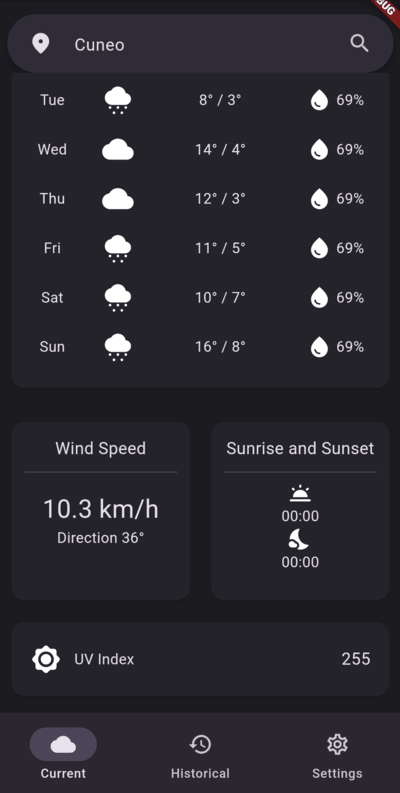 BUG
Cuneo
Tue 8° / 3° 69%
Wed 14° / 4° 69%
Thu 12° / 3° 69%
Fri 11° / 5° 69%
Sat 10° / 7° 69%
Sun 16° / 8° 69%
Wind Speed
10.3 km/h
Direction 36°
Sunrise and Sunset
00:00
00:00
UV Index 255
Current Historical Settings